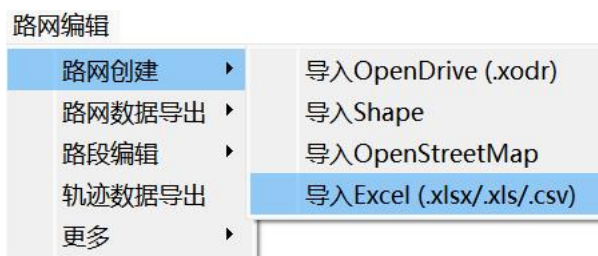 路网编辑
路网创建
路网数据导出
路段编辑
轨迹数据导出
更多
导入OpenDrive (.xodr)
导入Shape
导入OpenStreetMap
导入Excel (.xlsx/.xls/.csv)